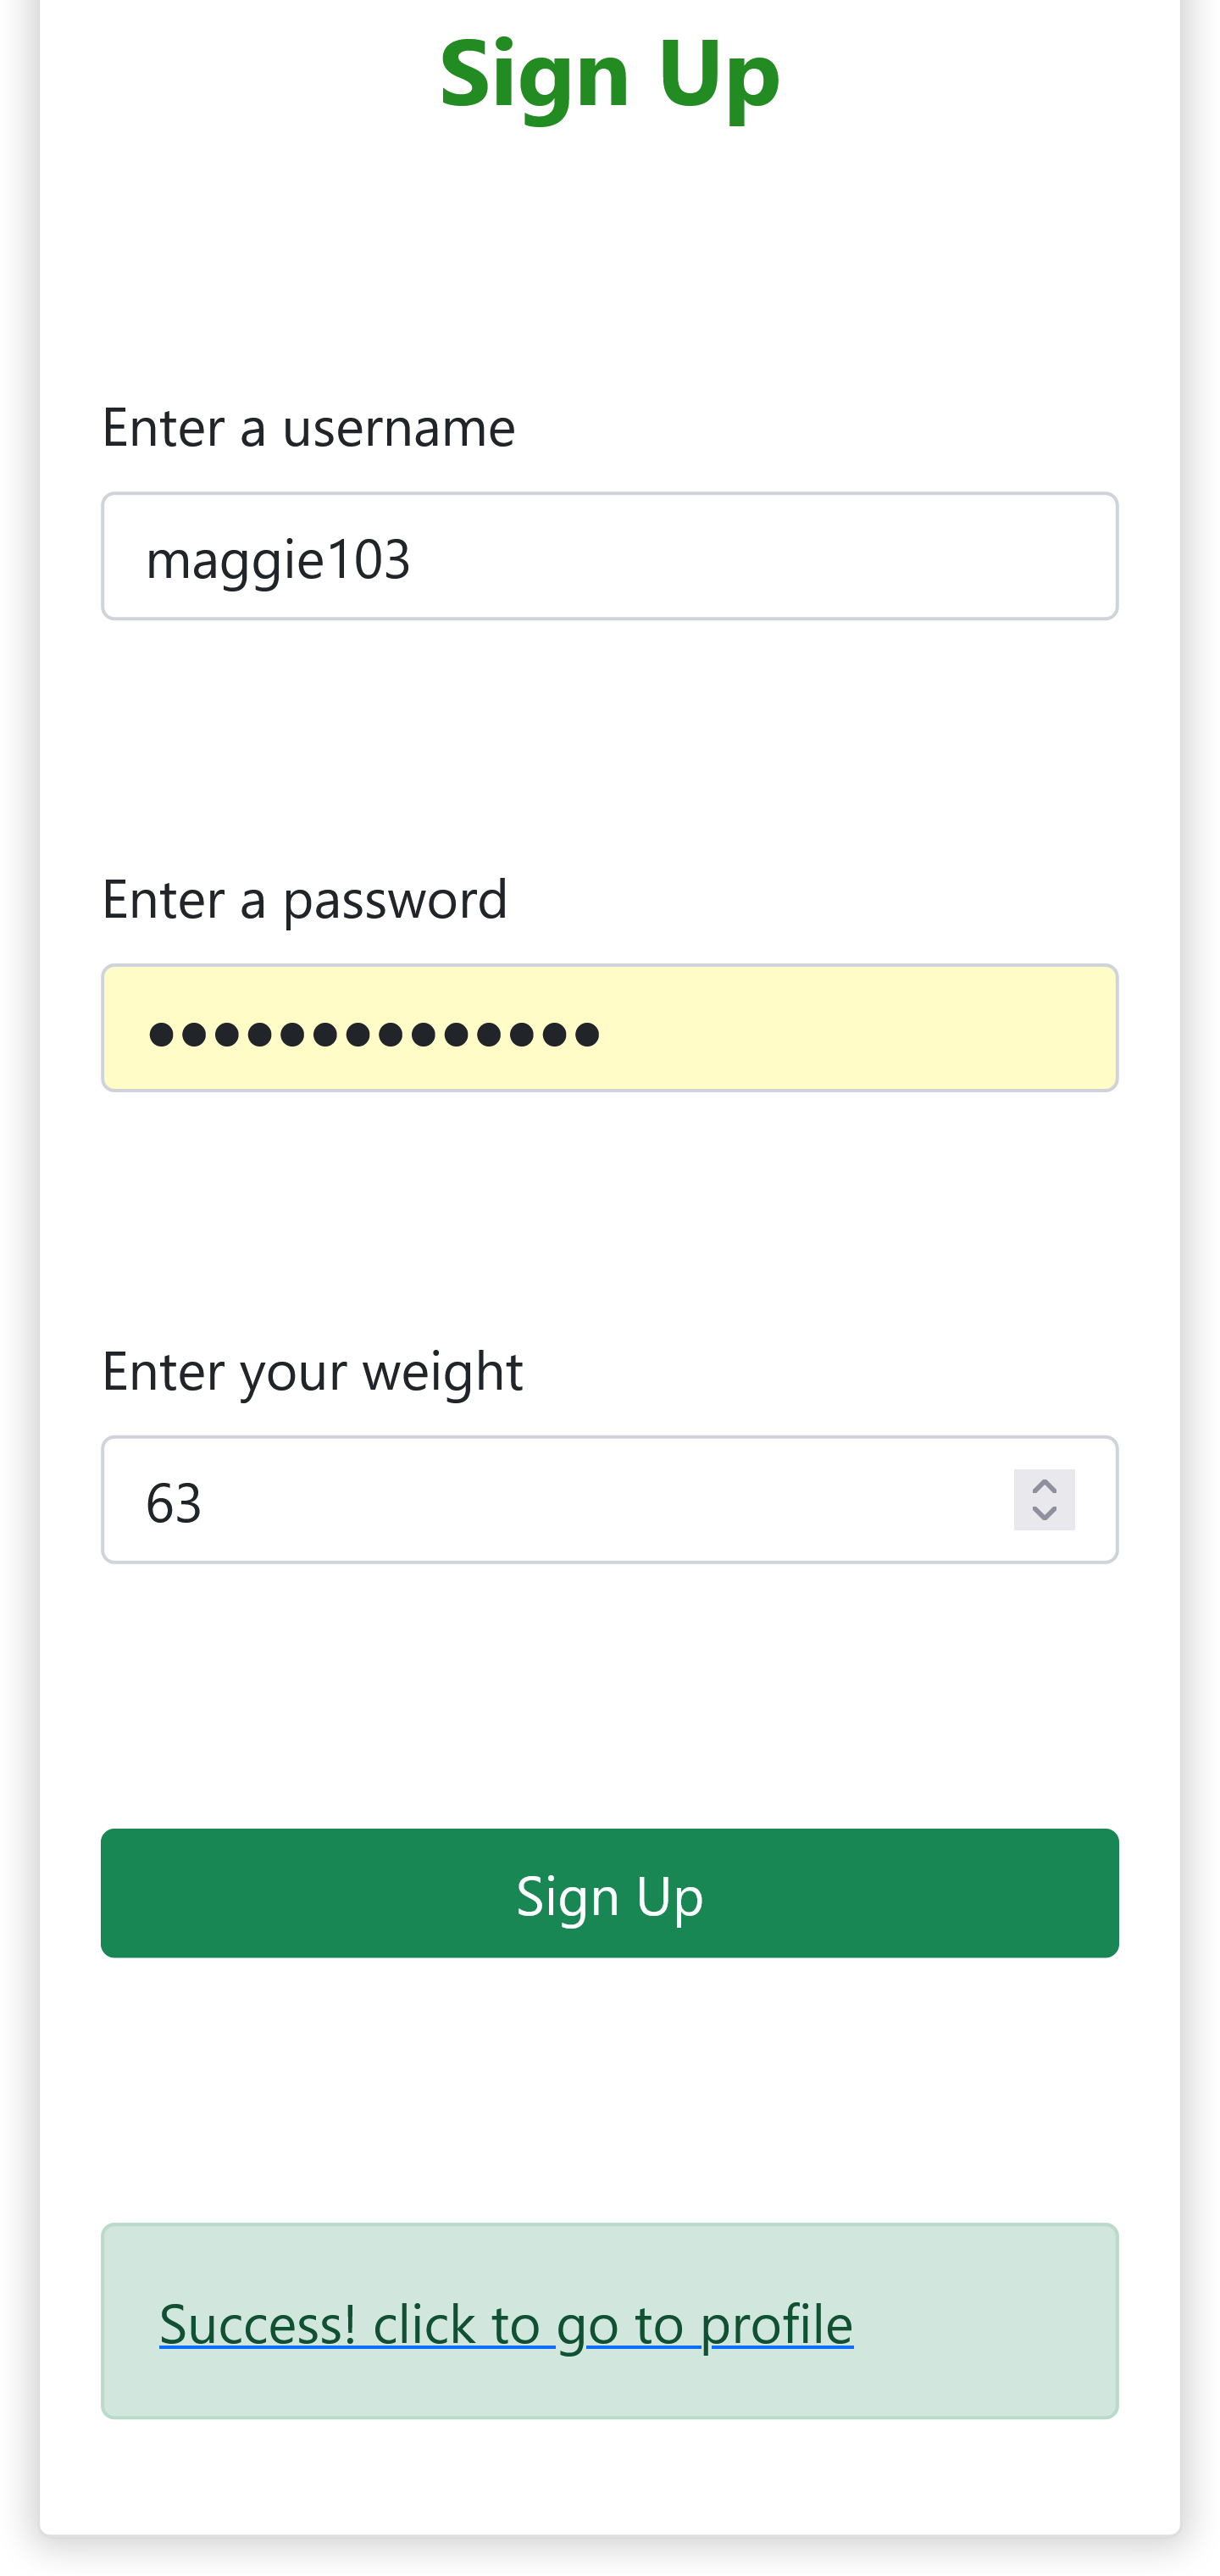 Sign Up
Enter a username
maggie103
Enter a password
●●●●●●●●●●●●●●
Enter your weight
63
Sign Up
Success! click to go to profile